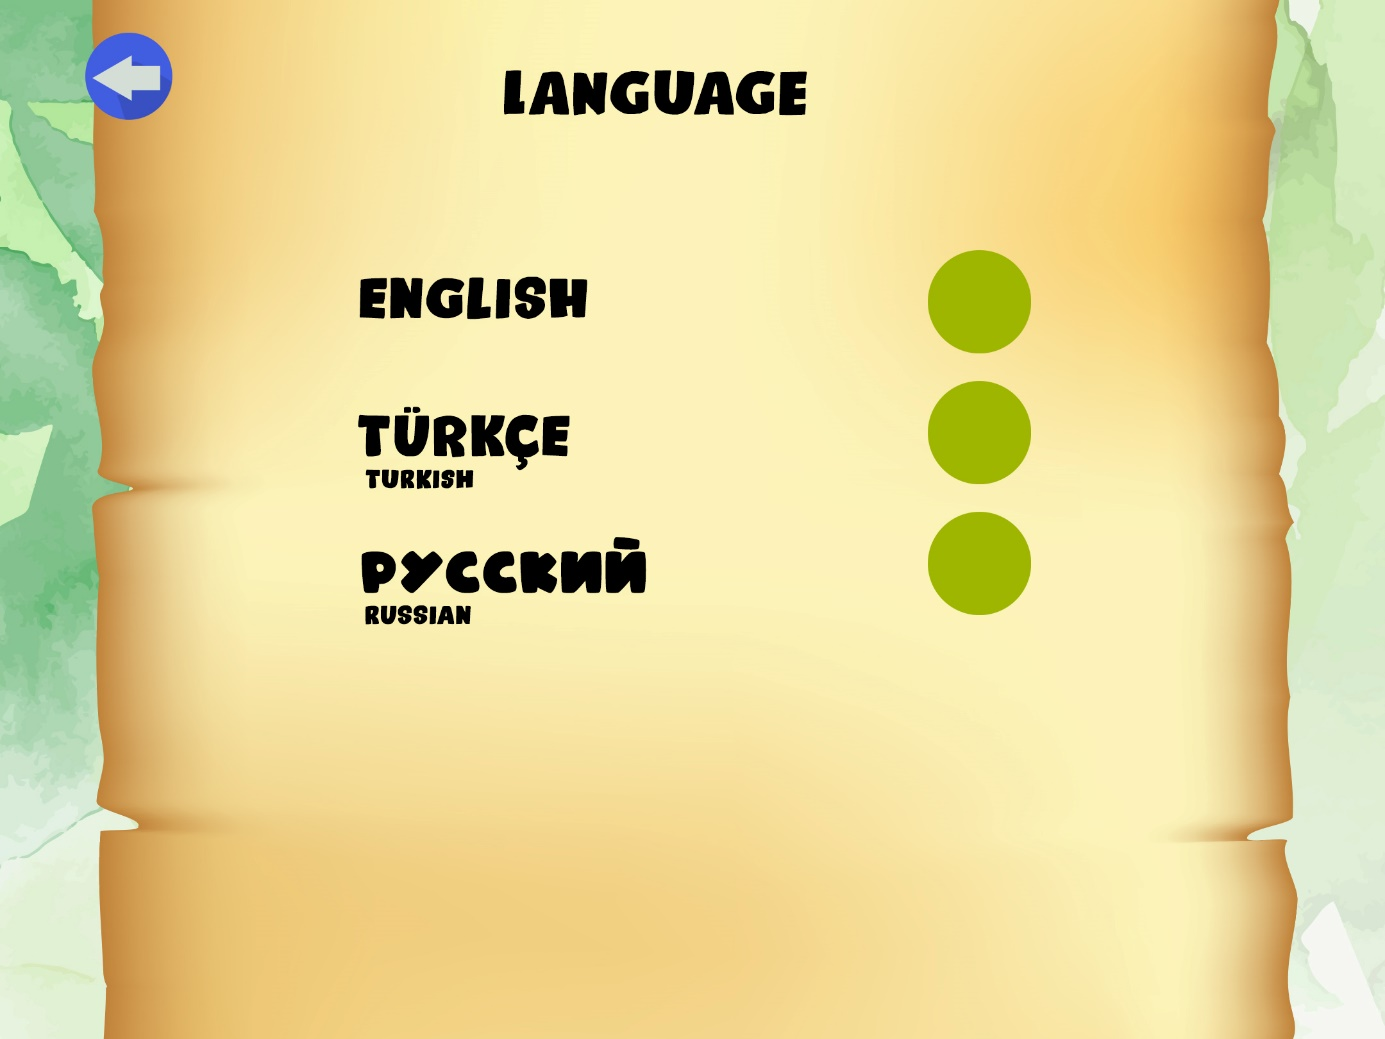 LANGUAGE
ENGLISH
TÜRKÇE
TURKISH
РУССКИЙ
RUSSIAN